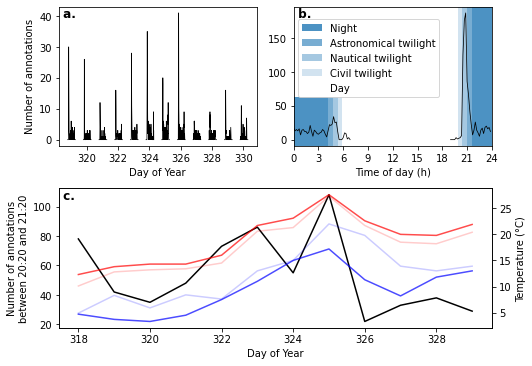 a.
Number of annotations
40
30
20
10
0
320 322 324 326 328 330
Day of Year
b.
Night
Astronomical twilight
Nautical twilight
Civil twilight
Day
150
100
50
0
0 3 6 9 12 15 18 21 24
Time of day (h)
c.
Number of annotations
between 20:20 and 21:20
100
80
60
40
20
25
20
15
10
5
Temperature (°C)
318 320 322 324 326 328
Day of Year